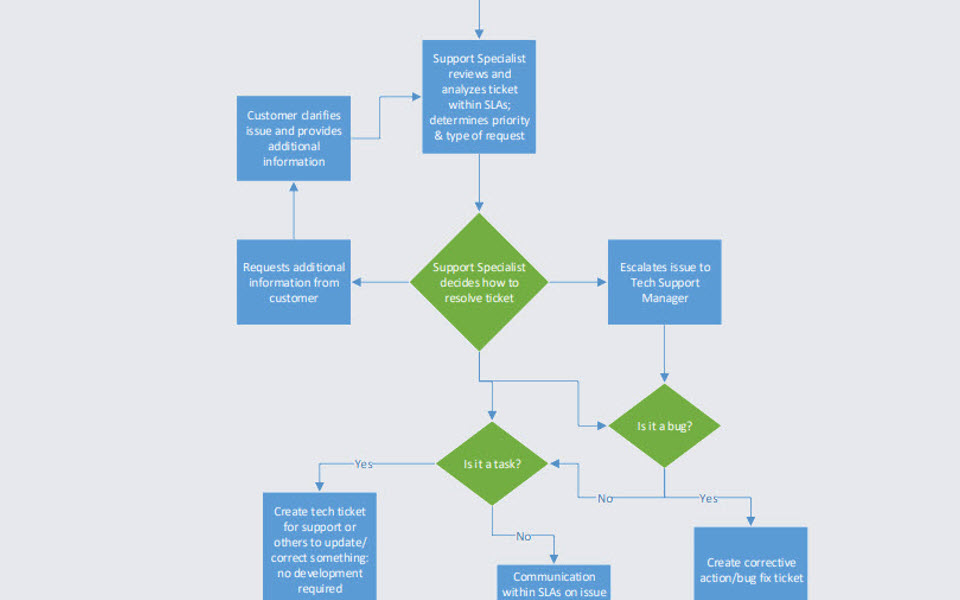 Support Specialist
reviews and
analyzes ticket
within SLAs;
determines priority
& type of request
Customer clarifies
issue and provides
additional
information
Requests additional
information from
customer
Support Specialist
decides how to
resolve ticket
Escalates issue to
Tech Support
Manager
Is it a bug?
Is it a task?
Yes
No
Yes
No
Create tech ticket
for support or
others to update/
correct something:
no development
required
Communication
within SLAs on issue
Create corrective
action/bug fix ticket